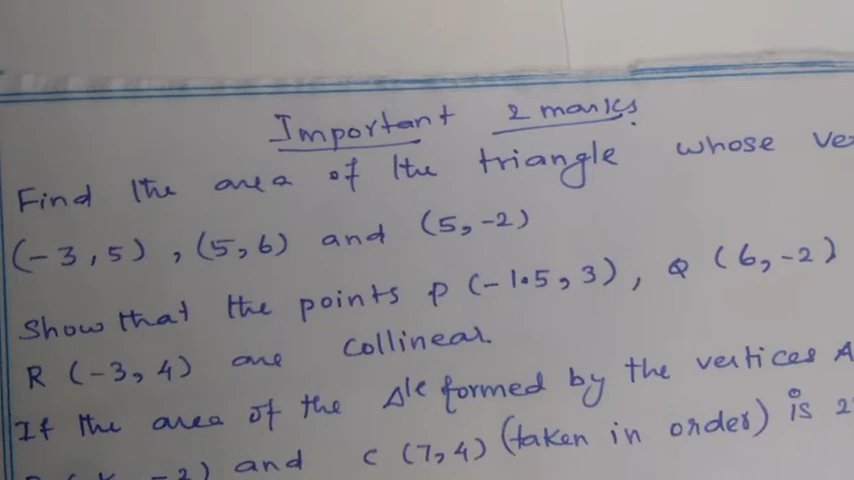 Important 2 marks.
Find the area of the triangle whose
(-3,5), (5,6) and (5,-2)
Show that the points P (-1.5, 3), Q (6,-2)
R (-3, 4) are collinear.
If the area of the Δle formed by the vertices A
-2) and C (7,4) (taken in order) is